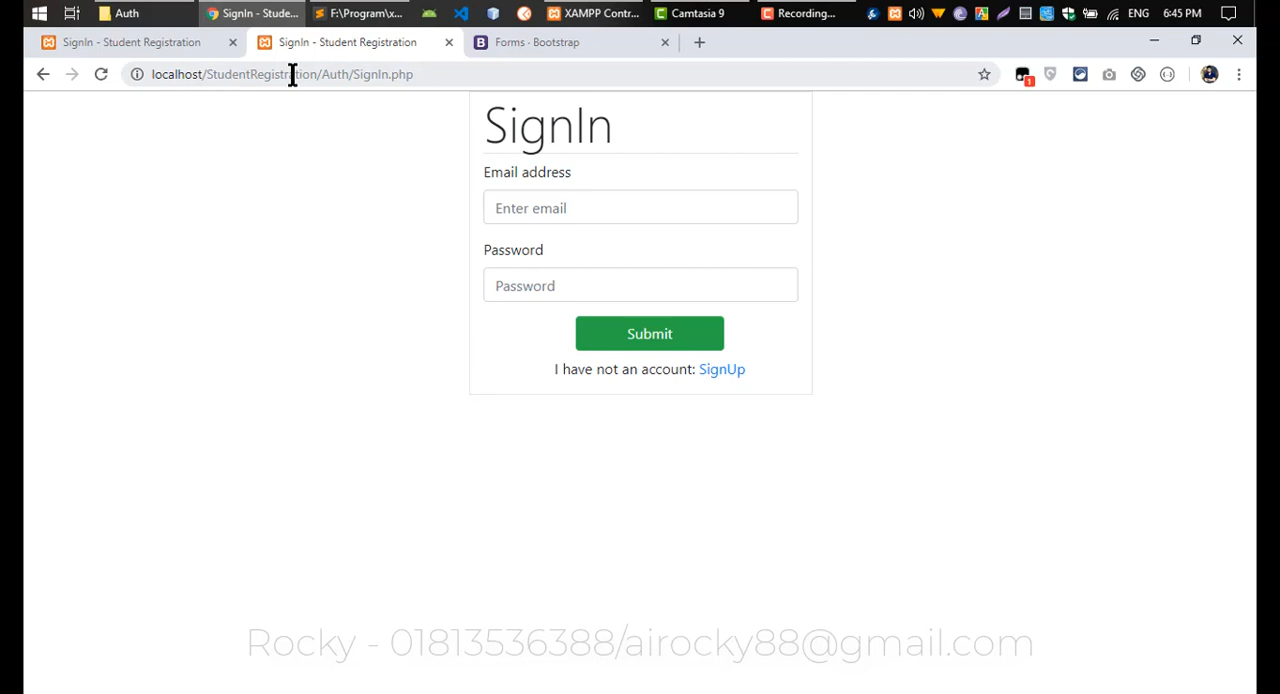 Auth
SignIn - Stude...
F:\Program\x...
XAMPP Contr...
Camtasia 9
Recording...
ENG
6:45 PM
SignIn - Student Registration
SignIn - Student Registration
Forms · Bootstrap
localhost/StudentRegistration/Auth/SignIn.php
1
SignIn
Email address
Enter email
Password
Password
Submit
I have not an account: SignUp
Rocky - 01813536388/airocky88@gmail.com